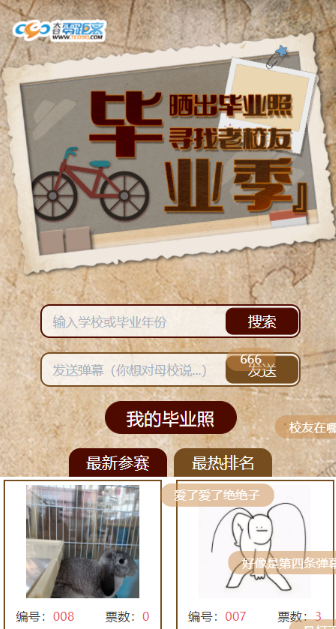 大台 零距客
毕业季』
晒出毕业照
寻找老校友
输入学校或毕业年份
搜索
666
发送弹幕（你想对母校说...）
发送
我的毕业照
校友在哪
最新参赛
最热排名
爱了爱了绝绝子
好像是第四条弹幕
编号：008
票数：0
编号：007
票数：3